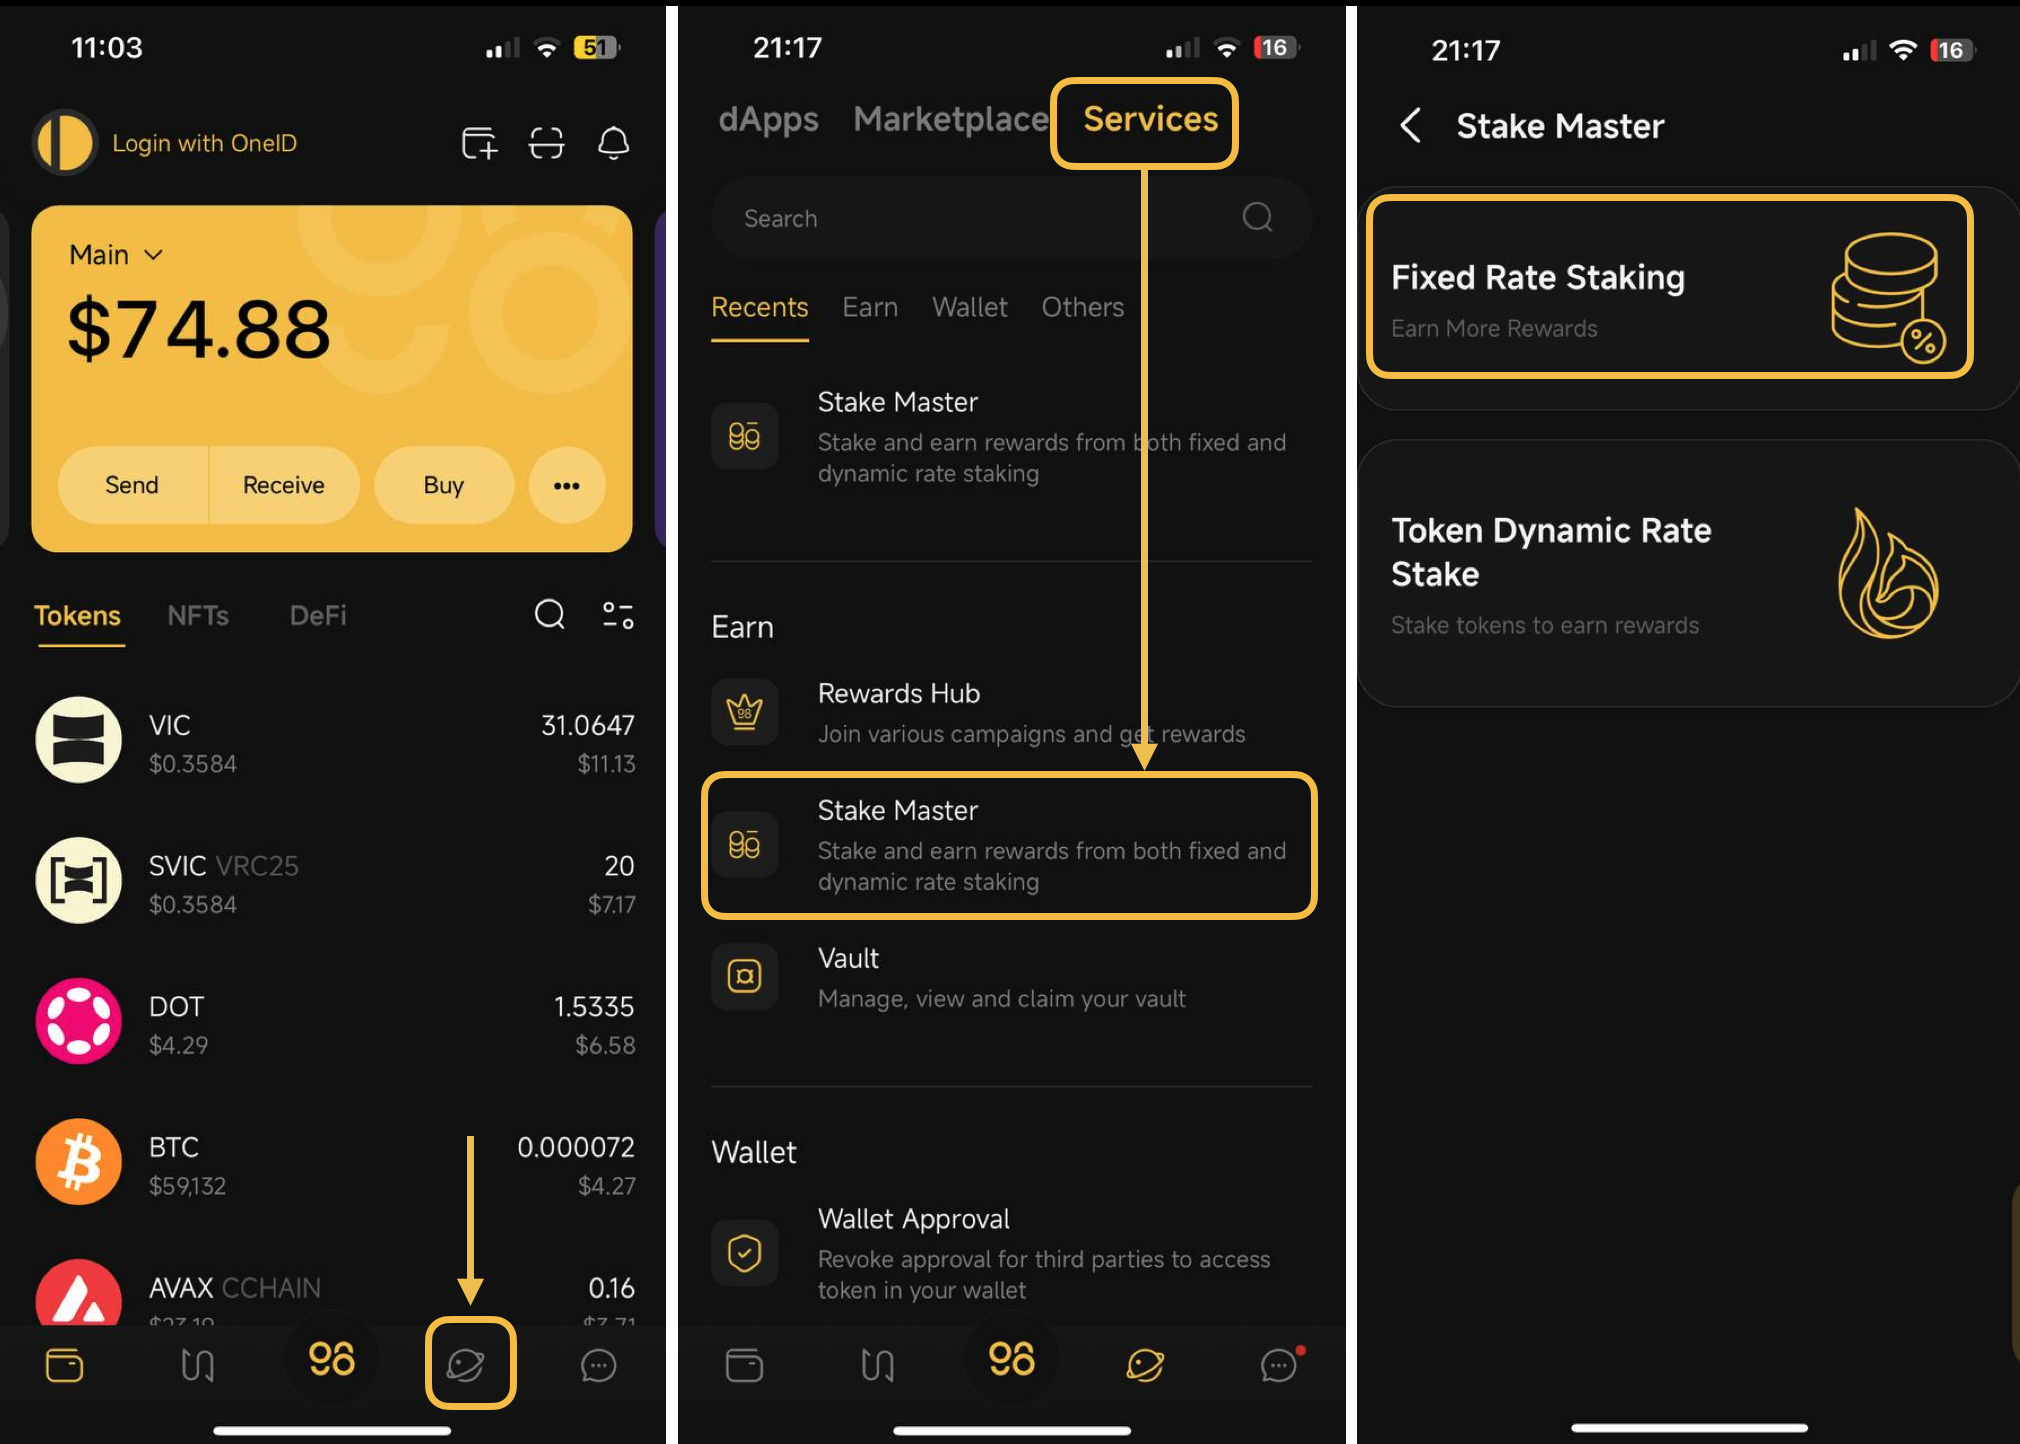 11:03
51
Login with OneID
Main
$74.88
Send
Receive
Buy
Tokens
NFTs
DeFi
VIC
31.0647
$0.3584
$11.13
SVIC VRC25
20
$0.3584
$7.17
DOT
1.5335
$4.29
$6.58
BTC
0.000072
$59,132
$4.27
AVAX CCHAIN
0.16
98
21:17
16
dApps
Marketplace
Services
Search
Recents
Earn
Wallet
Others
Stake Master
Stake and earn rewards from both fixed and
dynamic rate staking
Earn
Rewards Hub
Join various campaigns and get rewards
Stake Master
Stake and earn rewards from both fixed and
dynamic rate staking
Vault
Manage, view and claim your vault
Wallet
Wallet Approval
Revoke approval for third parties to access
token in your wallet
98
21:17
16
Stake Master
Fixed Rate Staking
Earn More Rewards
%
Token Dynamic Rate
Stake
Stake tokens to earn rewards